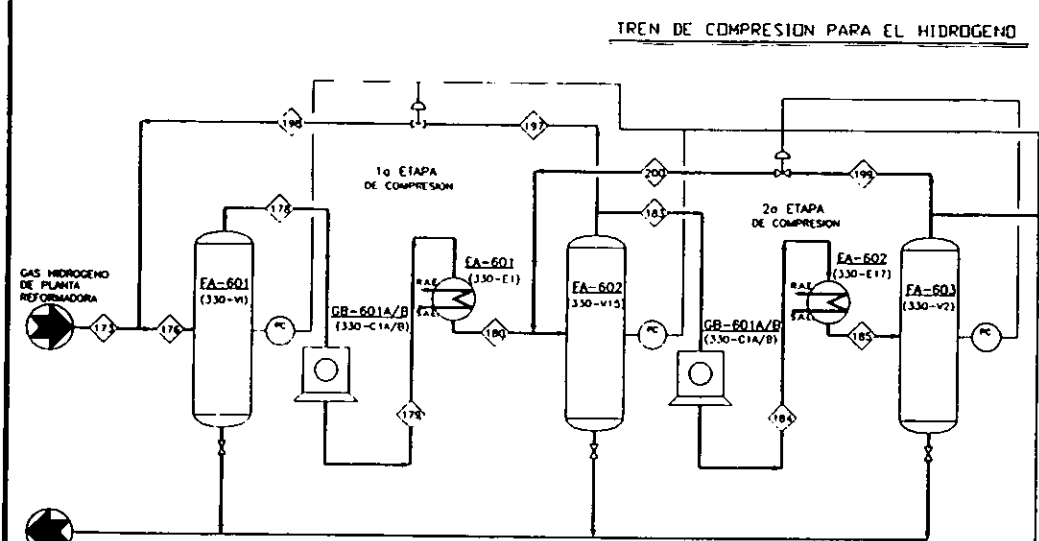 TREN DE COMPRESION PARA EL HIDROGENO
198
197
1a ETAPA
DE COMPRESION
200
199
178
183
2a ETAPA
DE COMPRESION
GAS HIDROGENO
DE PLANTA
REFORMADORA
FA-601
(330-V1)
EA-601
(330-E1)
FA-602
(330-V15)
R.A.E.
EA-602
(330-E17)
FA-603
(330-V2)
R.A.E.
S.A.E.
S.A.E.
173
176
PC
GB-601A/B
(330-C1A/B)
180
PC
GB-601A/B
(330-C1A/B)
185
PC
179
184